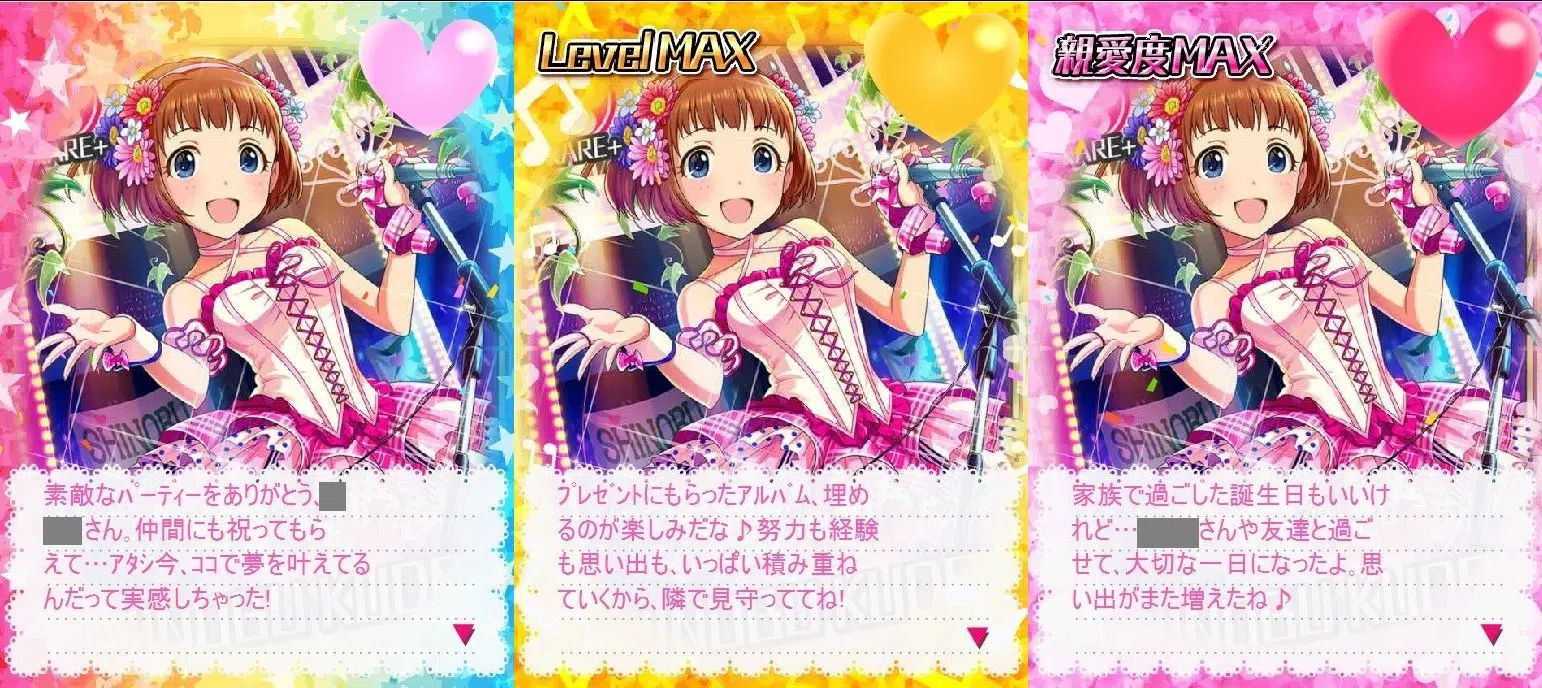 素敵なパーティーをありがとう、
さん。仲間にも祝ってもら
えて…アタシ今、ココで夢を叶えてる
んだって実感しちゃった!
Level MAX
プレゼントにもらったアルバム、埋め
るのが楽しみだな♪努力も経験
も思い出も、いっぱい積み重ね
ていくから、隣で見守っててね!
親愛度MAX
家族で過ごした誕生日もいいけ
れど…さんや友達と過ご
せて、大切な一日になったよ。思
い出がまた増えたね♪
ARE+
SHINOBU
ARE+
SHINOBU
ARE+
SHINOBU